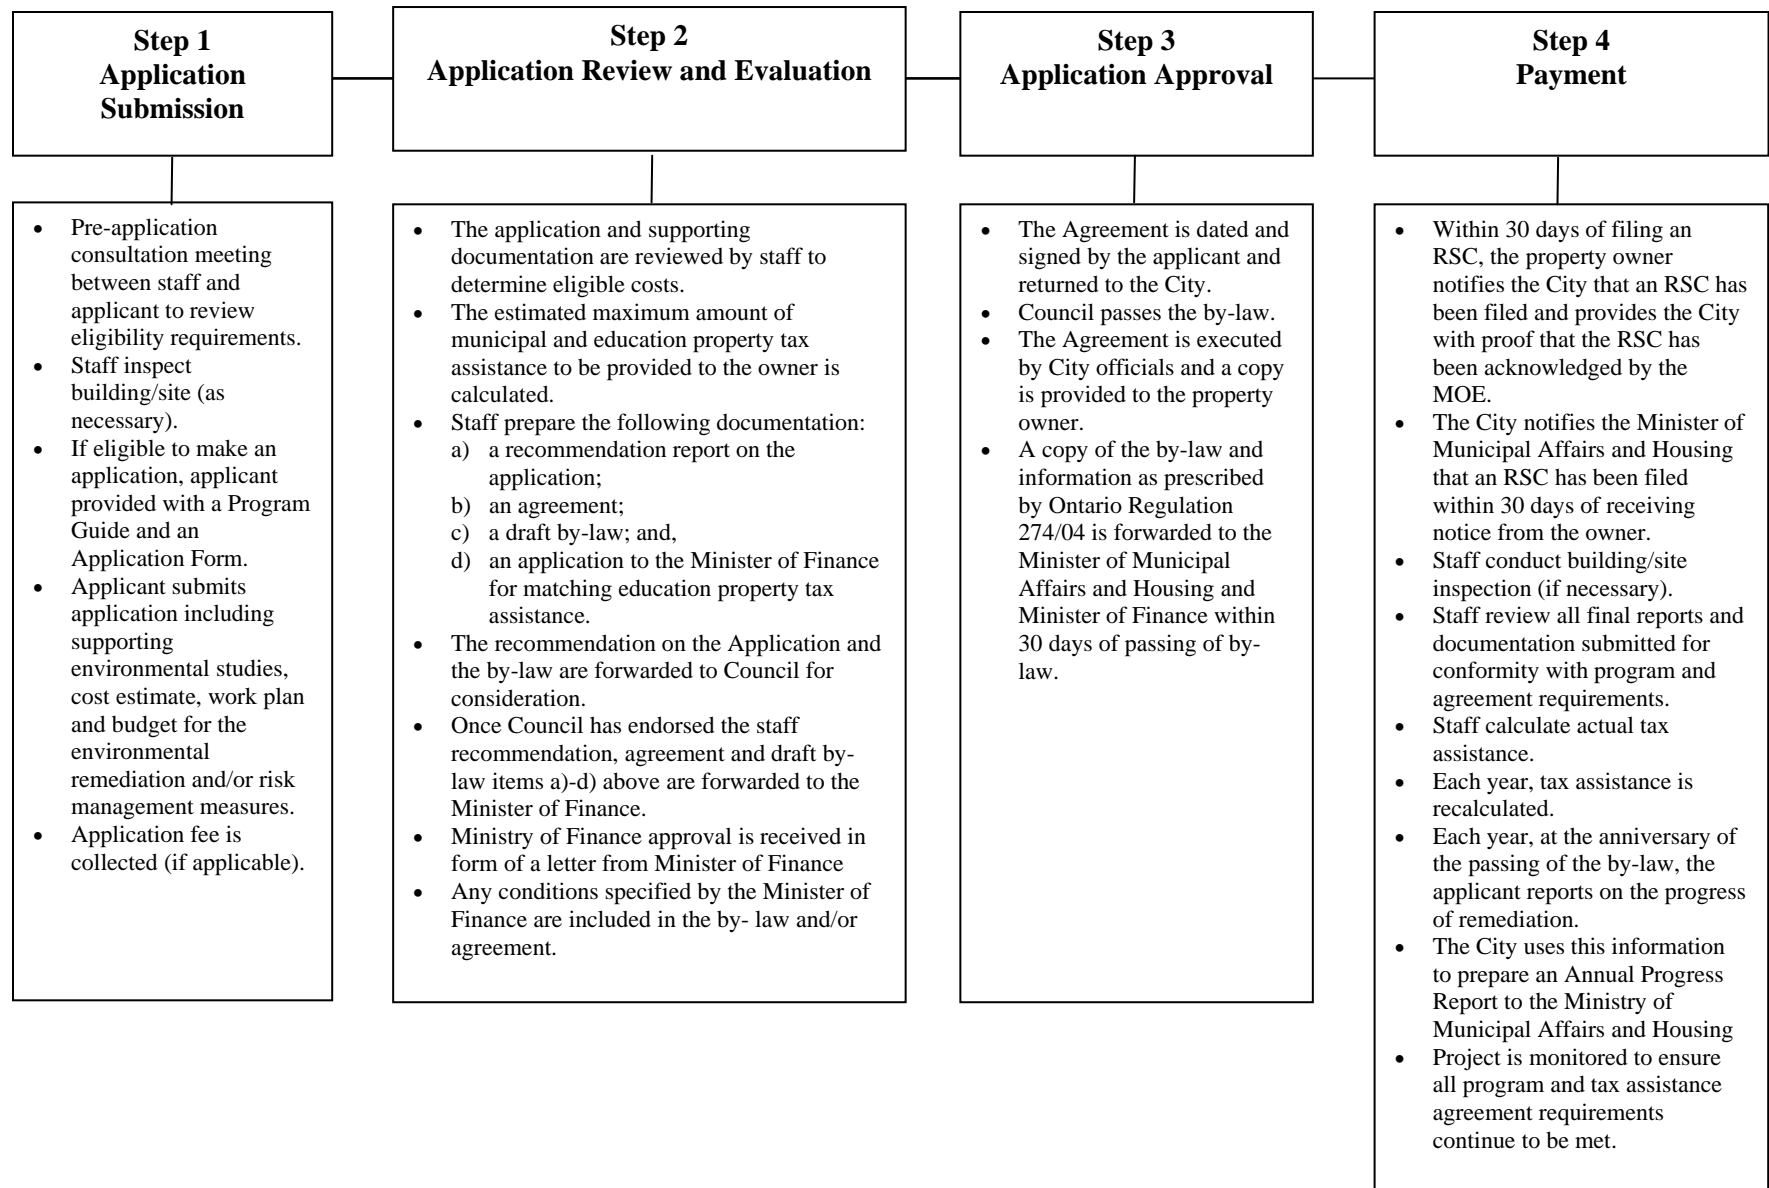 Step 1
Application
Submission
Step 2
Application Review and Evaluation
Step 3
Application Approval
Step 4
Payment
• Pre-application
consultation meeting
between staff and
applicant to review
eligibility requirements.
• Staff inspect
building/site (as
necessary).
• If eligible to make an
application, applicant
provided with a Program
Guide and an
Application Form.
• Applicant submits
application including
supporting
environmental studies,
cost estimate, work plan
and budget for the
environmental
remediation and/or risk
management measures.
• Application fee is
collected (if applicable).
• The application and supporting
documentation are reviewed by staff to
determine eligible costs.
• The estimated maximum amount of
municipal and education property tax
assistance to be provided to the owner is
calculated.
• Staff prepare the following documentation:
a) a recommendation report on the
application;
b) an agreement;
c) a draft by-law; and,
d) an application to the Minister of Finance
for matching education property tax
assistance.
• The recommendation on the Application and
the by-law are forwarded to Council for
consideration.
• Once Council has endorsed the staff
recommendation, agreement and draft by-
law items a)-d) above are forwarded to the
Minister of Finance.
• Ministry of Finance approval is received in
form of a letter from Minister of Finance
• Any conditions specified by the Minister of
Finance are included in the by- law and/or
agreement.
• The Agreement is dated and
signed by the applicant and
returned to the City.
• Council passes the by-law.
• The Agreement is executed
by City officials and a copy
is provided to the property
owner.
• A copy of the by-law and
information as prescribed
by Ontario Regulation
274/04 is forwarded to the
Minister of Municipal
Affairs and Housing and
Minister of Finance within
30 days of passing of by-
law.
• Within 30 days of filing an
RSC, the property owner
notifies the City that an RSC has
been filed and provides the City
with proof that the RSC has
been acknowledged by the
MOE.
• The City notifies the Minister of
Municipal Affairs and Housing
that an RSC has been filed
within 30 days of receiving
notice from the owner.
• Staff conduct building/site
inspection (if necessary).
• Staff review all final reports and
documentation submitted for
conformity with program and
agreement requirements.
• Staff calculate actual tax
assistance.
• Each year, tax assistance is
recalculated.
• Each year, at the anniversary of
the passing of the by-law, the
applicant reports on the progress
of remediation.
• The City uses this information
to prepare an Annual Progress
Report to the Ministry of
Municipal Affairs and Housing
• Project is monitored to ensure
all program and tax assistance
agreement requirements
continue to be met.